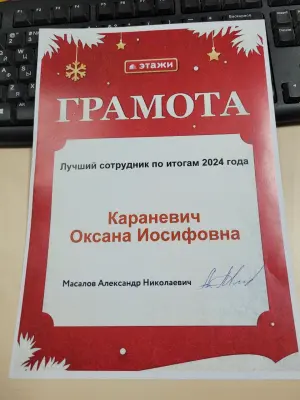 этажи
ГРАМОТА
Лучший сотрудник по итогам 2024 года
Караневич
Оксана Иосифовна
Масалов Александр Николаевич